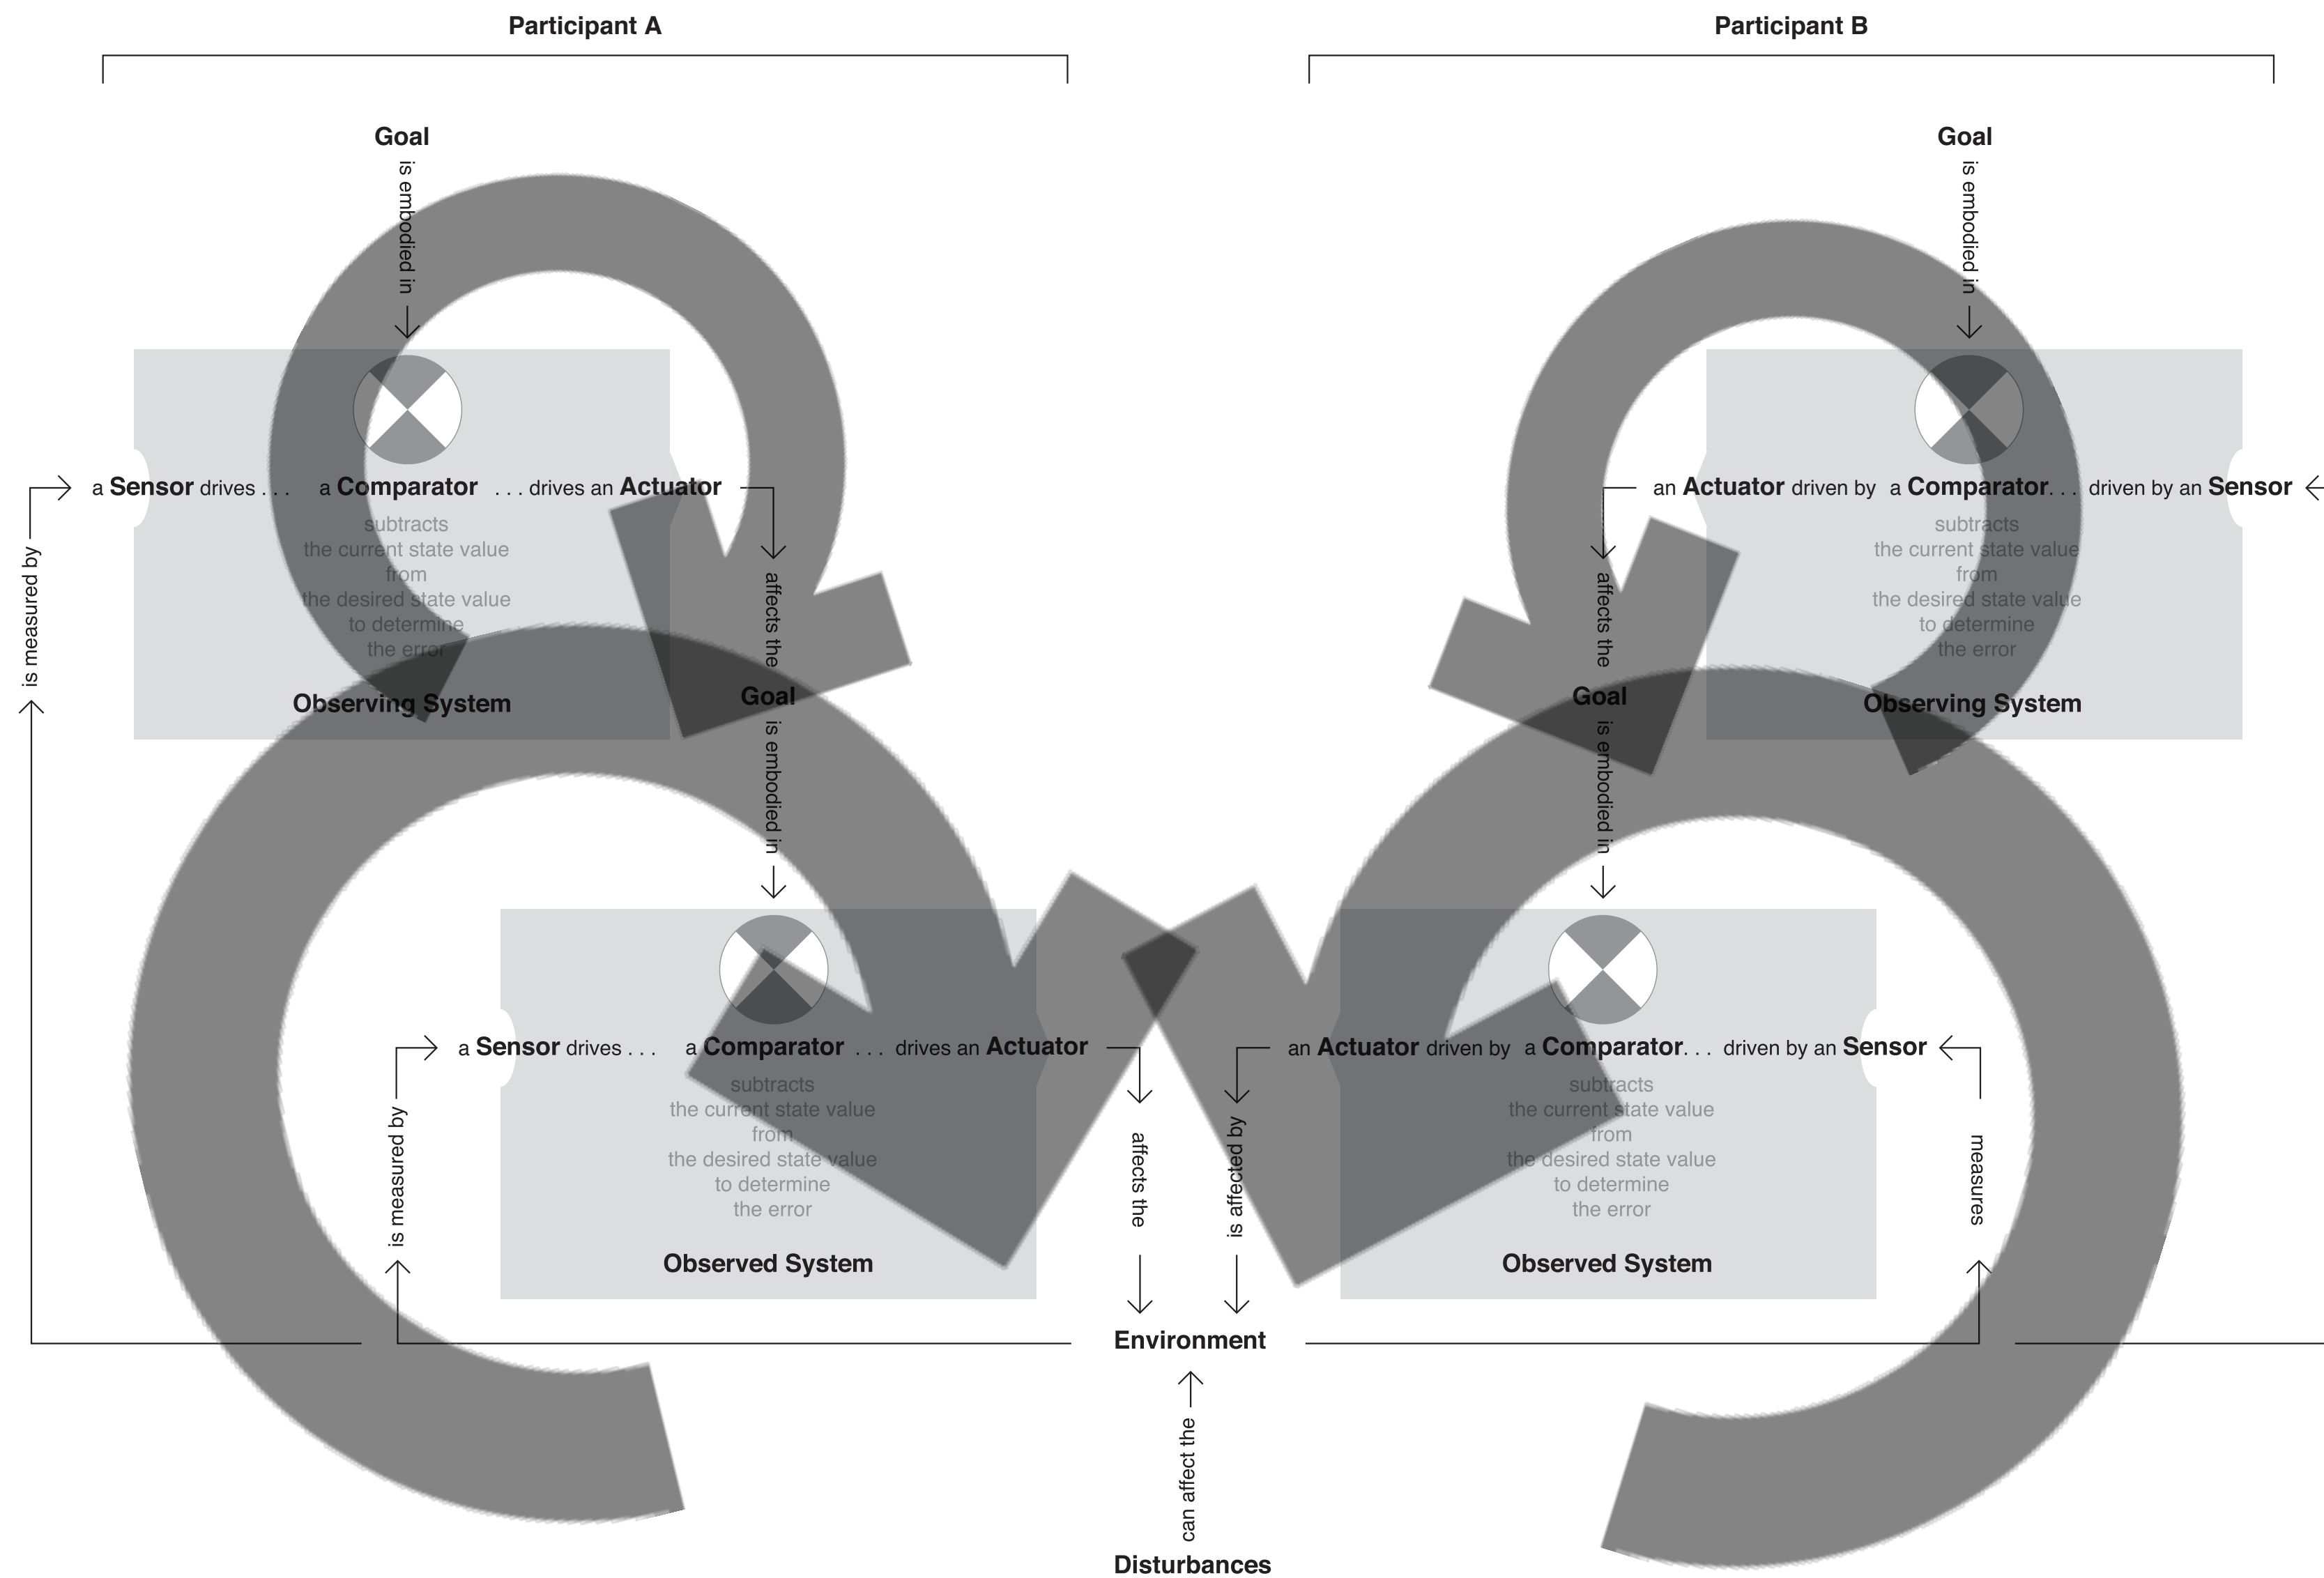 Participant A
Participant B
Goal
is embodied in
Goal
is embodied in
a Sensor drives . . . a Comparator . . . drives an Actuator
subtracts
the current state value
from
the desired state value
to determine
the error
Observing System
an Actuator driven by a Comparator. . . driven by an Sensor
subtracts
the current state value
from
the desired state value
to determine
the error
Observing System
is measured by
affects the
Goal
is embodied in
affects the
Goal
is embodied in
a Sensor drives . . . a Comparator . . . drives an Actuator
subtracts
the current state value
from
the desired state value
to determine
the error
Observed System
an Actuator driven by a Comparator. . . driven by an Sensor
subtracts
the current state value
from
the desired state value
to determine
the error
Observed System
is measured by
affects the
is affected by
measures
Environment
can affect the
Disturbances